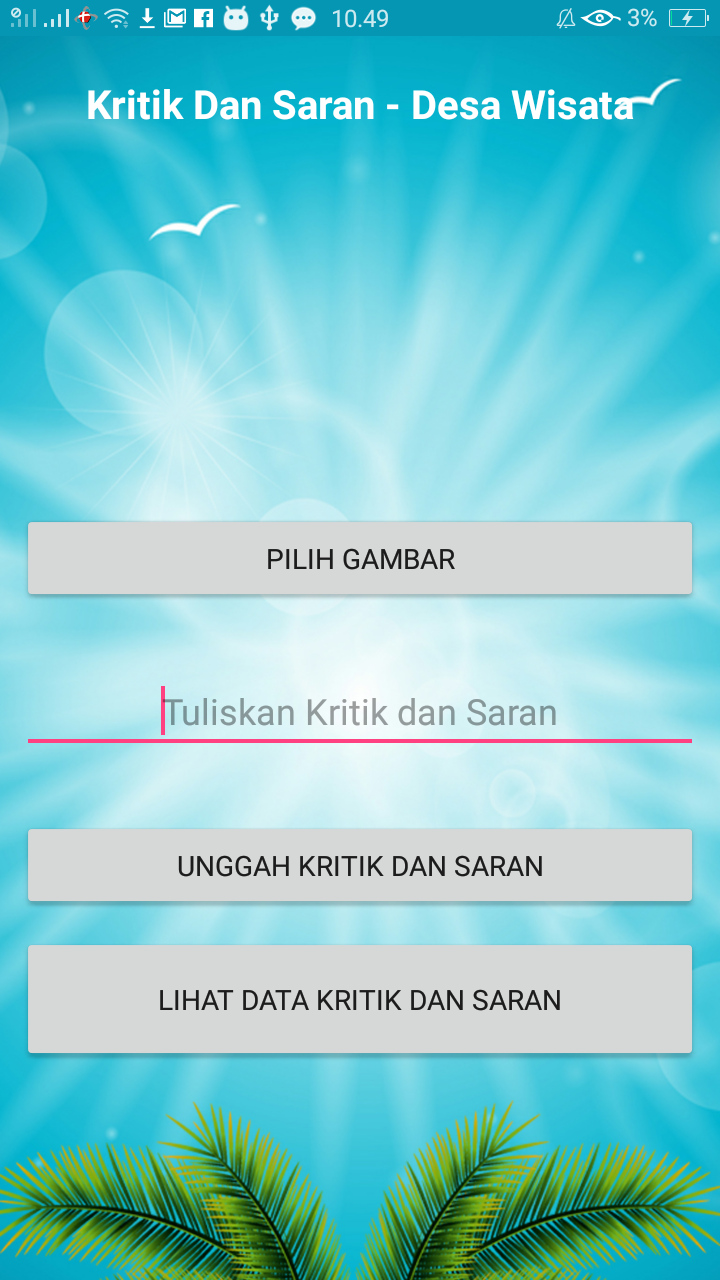 10.49
3%
Kritik Dan Saran - Desa Wisata
PILIH GAMBAR
Tuliskan Kritik dan Saran
UNGGAH KRITIK DAN SARAN
LIHAT DATA KRITIK DAN SARAN